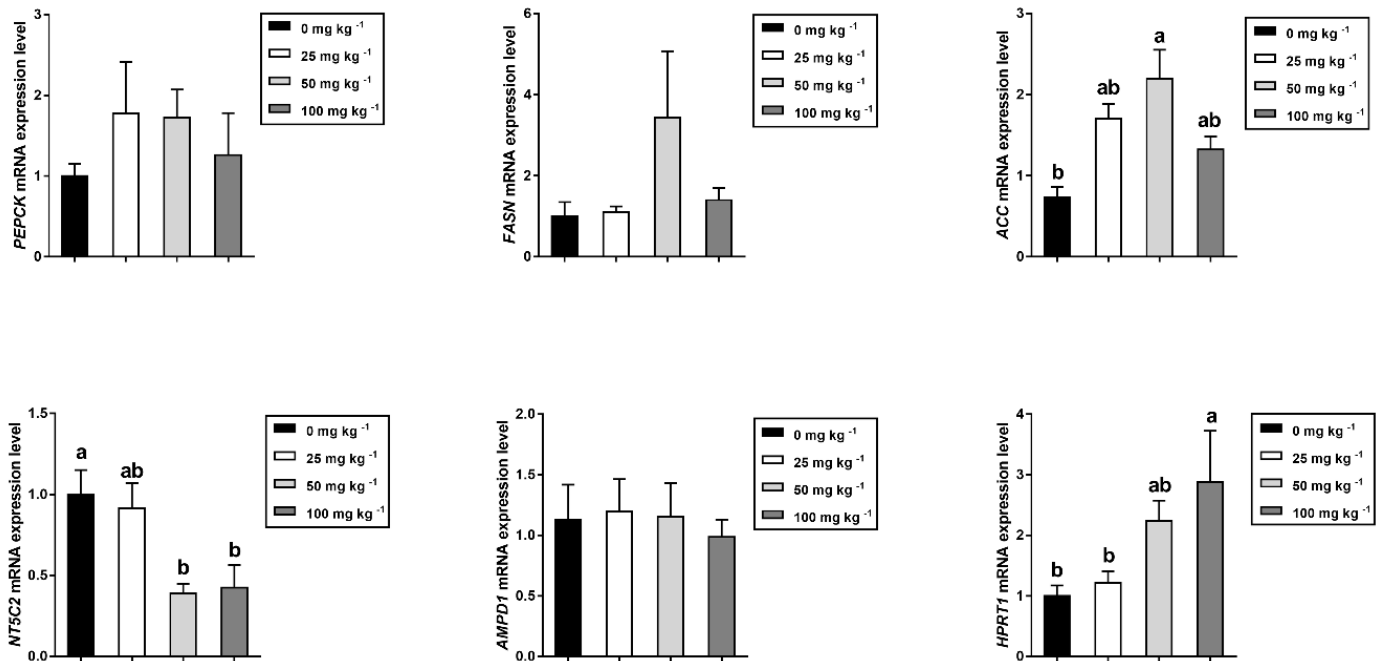 PEPCK mRNA expression level
3
2
1
0
0 mg kg -1
25 mg kg -1
50 mg kg -1
100 mg kg -1
FASN mRNA expression level
6
4
2
0
0 mg kg -1
25 mg kg -1
50 mg kg -1
100 mg kg -1
ACC mRNA expression level
3
2
1
0
b
ab
a
ab
0 mg kg -1
25 mg kg -1
50 mg kg -1
100 mg kg -1
NT5C2 mRNA expression level
1.5
1.0
0.5
0.0
a
ab
b
b
0 mg kg -1
25 mg kg -1
50 mg kg -1
100 mg kg -1
AMPD1 mRNA expression level
2.0
1.5
1.0
0.5
0.0
0 mg kg -1
25 mg kg -1
50 mg kg -1
100 mg kg -1
HPRT1 mRNA expression level
4
3
2
1
0
b
b
ab
a
0 mg kg -1
25 mg kg -1
50 mg kg -1
100 mg kg -1